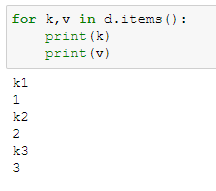 for k,v in d.items():
    print(k)
    print(v)
k1
1
k2
2
k3
3